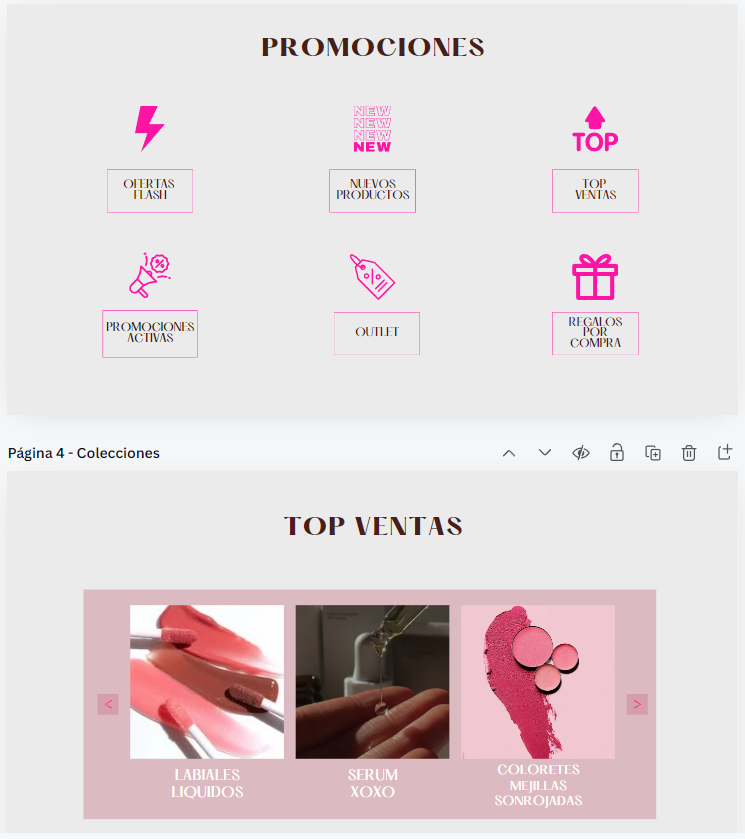 PROMOCIONES
NEW
NEW
NEW
NEW
TOP
OFERTAS
FLASH
NUEVOS
PRODUCTOS
TOP
VENTAS
PROMOCIONES
ACTIVAS
OUTLET
REGALOS
POR
COMPRA
Página 4 - Colecciones
TOP VENTAS
<
>
LABIALES
LIQUIDOS
SERUM
XOXO
COLORETES
MEJILLAS
SONROJADAS